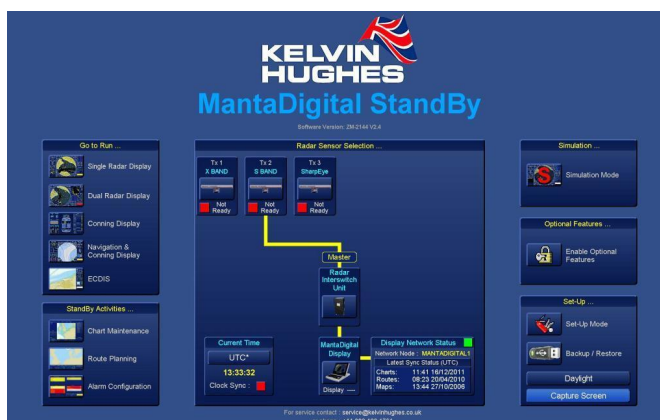 KELVIN
HUGHES
MantaDigital StandBy
Software Version: ZM-2144 V2.4
Go to Run ...
Single Radar Display
Dual Radar Display
Conning Display
Navigation &
Conning Display
ECDIS
StandBy Activities ...
Chart Maintenance
Route Planning
Alarm Configuration
Radar Sensor Selection ...
Tx 1
X BAND
Not
Ready
Tx 2
S BAND
Not
Ready
Tx 3
SharpEye
Not
Ready
Master
Radar
Interswitch
Unit
Current Time
UTC*
13:33:32
Clock Sync :
MantaDigital
Display
Display ----
Display Network Status
Network Node : MANTADIGITAL1
Latest Sync Status (UTC)
Charts: 11:41 16/12/2011
Routes: 08:23 20/04/2010
Maps: 13:44 27/10/2006
Simulation ...
S
Simulation Mode
Optional Features ...
Enable Optional
Features
Set-Up ...
Set-Up Mode
Backup / Restore
Daylight
Capture Screen
For service contact : service@kelvinhughes.co.uk